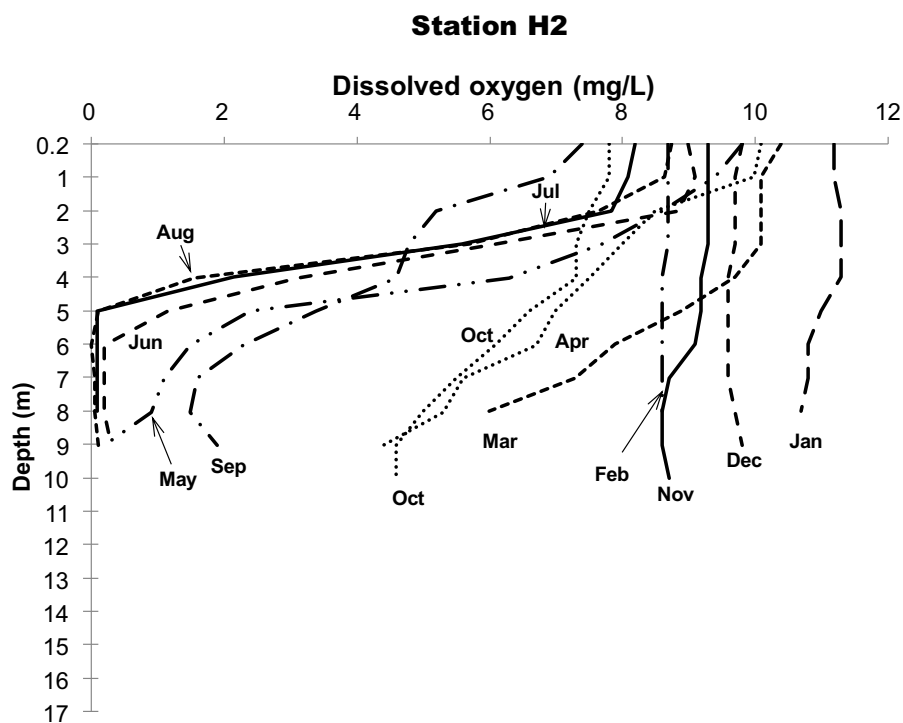 Station H2
Dissolved oxygen (mg/L)
0 2 4 6 8 10 12
0.2
1
2
3
4
5
6
7
8
9
10
11
12
13
14
15
16
17
Depth (m)
Jul
Aug
Oct
Apr
Jun
Mar
Jan
Dec
Sep
May
Feb
Nov
Oct